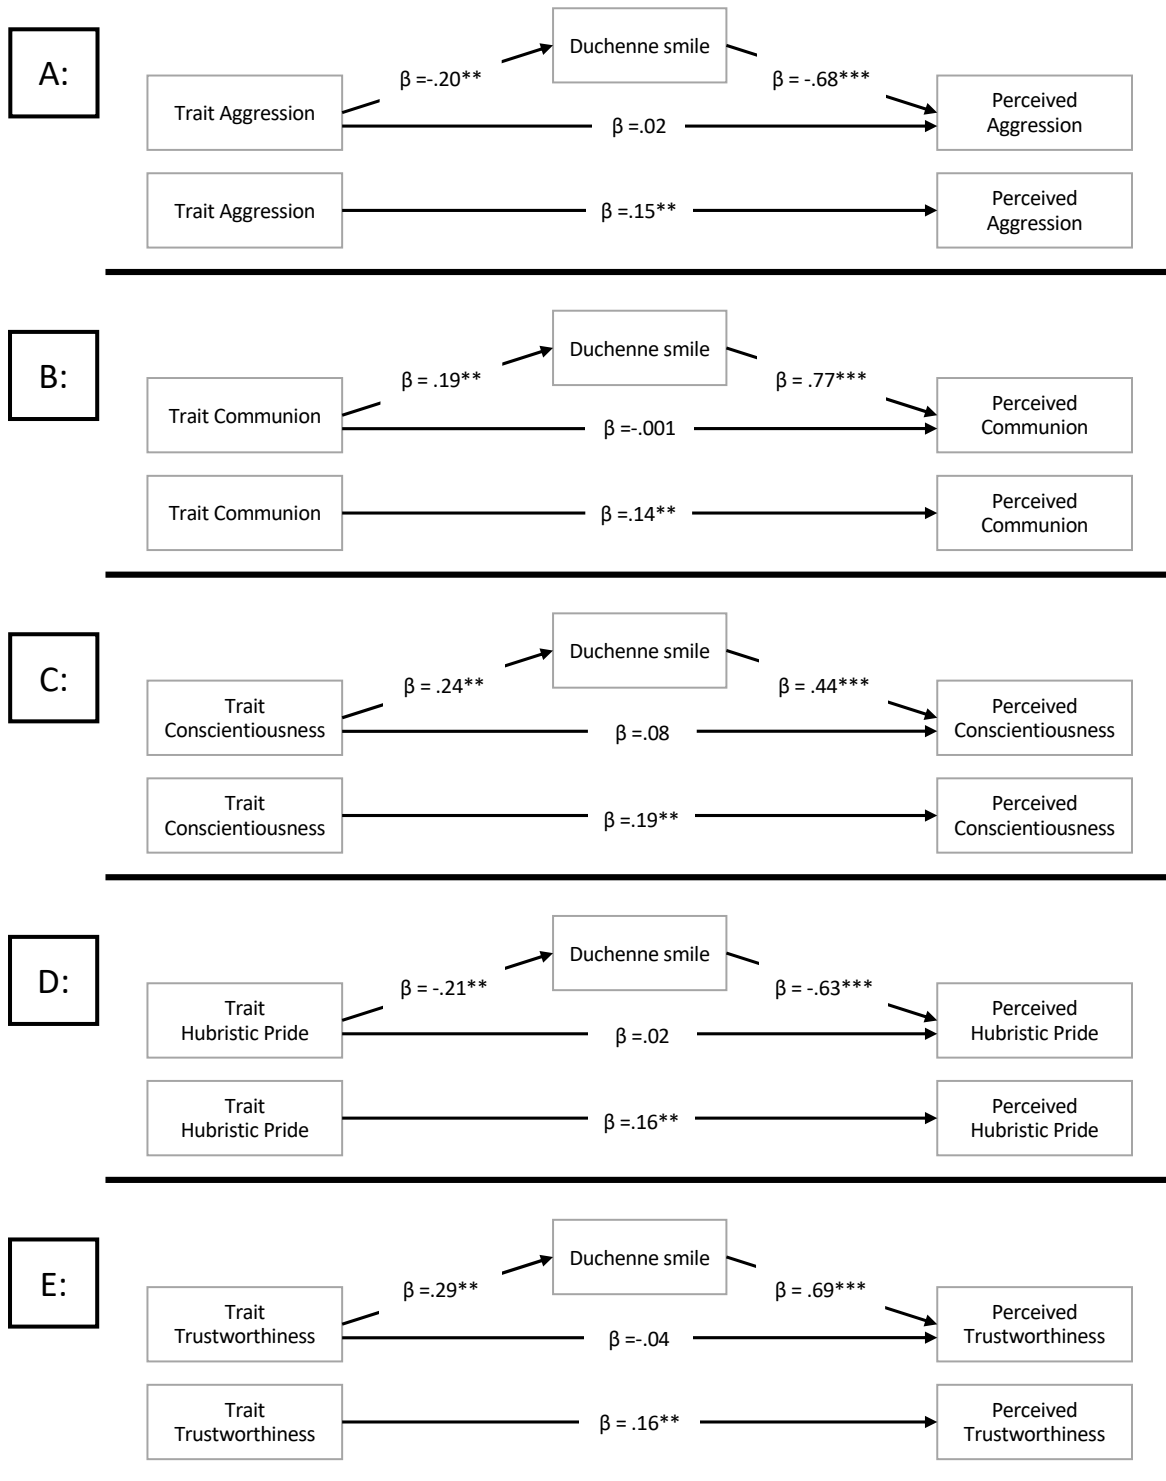 A:
Duchenne smile
β =-.20**
β = -.68***
Trait Aggression
β =.02
Perceived
Aggression
Trait Aggression
β =.15**
Perceived
Aggression
B:
Duchenne smile
β = .19**
β = .77***
Trait Communion
β =-.001
Perceived
Communion
Trait Communion
β =.14**
Perceived
Communion
C:
Duchenne smile
β = .24**
β = .44***
Trait
Conscientiousness
β =.08
Perceived
Conscientiousness
Trait
Conscientiousness
β =.19**
Perceived
Conscientiousness
D:
Duchenne smile
β = -.21**
β = -.63***
Trait
Hubristic Pride
β =.02
Perceived
Hubristic Pride
Trait
Hubristic Pride
β =.16**
Perceived
Hubristic Pride
E:
Duchenne smile
β =.29**
β = .69***
Trait
Trustworthiness
β =-.04
Perceived
Trustworthiness
Trait
Trustworthiness
β = .16**
Perceived
Trustworthiness